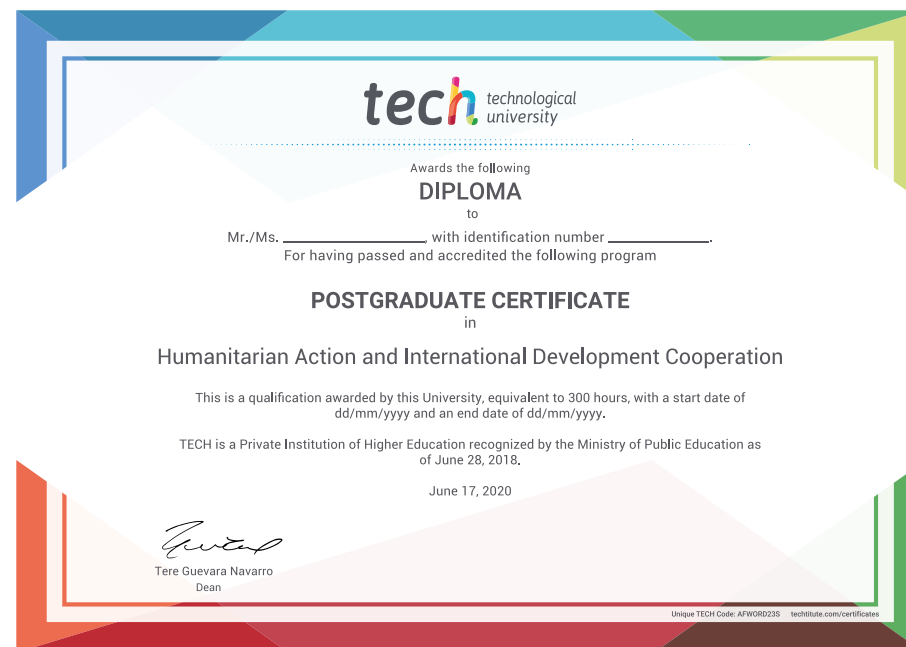 tech technological
university
Awards the following
DIPLOMA
to
Mr./Ms. ____________________, with identification number ______________.
For having passed and accredited the following program
POSTGRADUATE CERTIFICATE
in
Humanitarian Action and International Development Cooperation
This is a qualification awarded by this University, equivalent to 300 hours, with a start date of
dd/mm/yyyy and an end date of dd/mm/yyyy.
TECH is a Private Institution of Higher Education recognized by the Ministry of Public Education as
of June 28, 2018.
June 17, 2020
Tere Guevara Navarro
Dean
Unique TECH Code: AFWORD23S techtitute.com/certificates